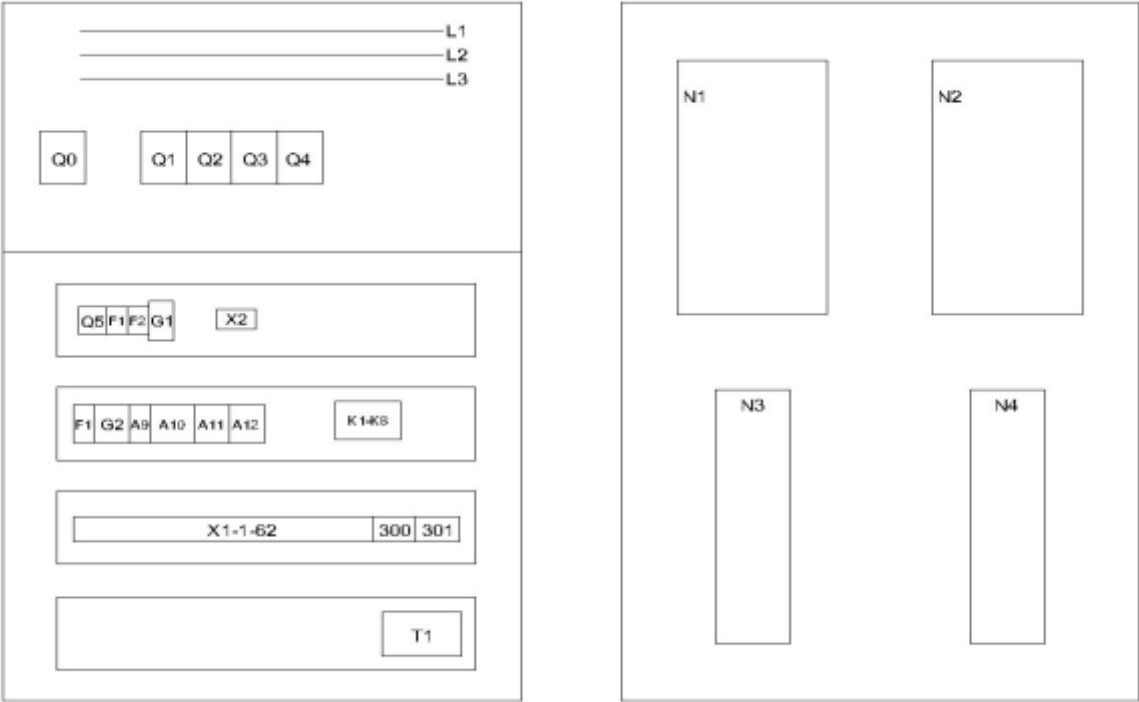 L1
L2
L3
Q0 Q1 Q2 Q3 Q4
Q5 F1 F2 G1 X2
F1 G2 A9 A10 A11 A12 K1-K8
X1-1-62 300 301
T1
N1 N2
N3 N4